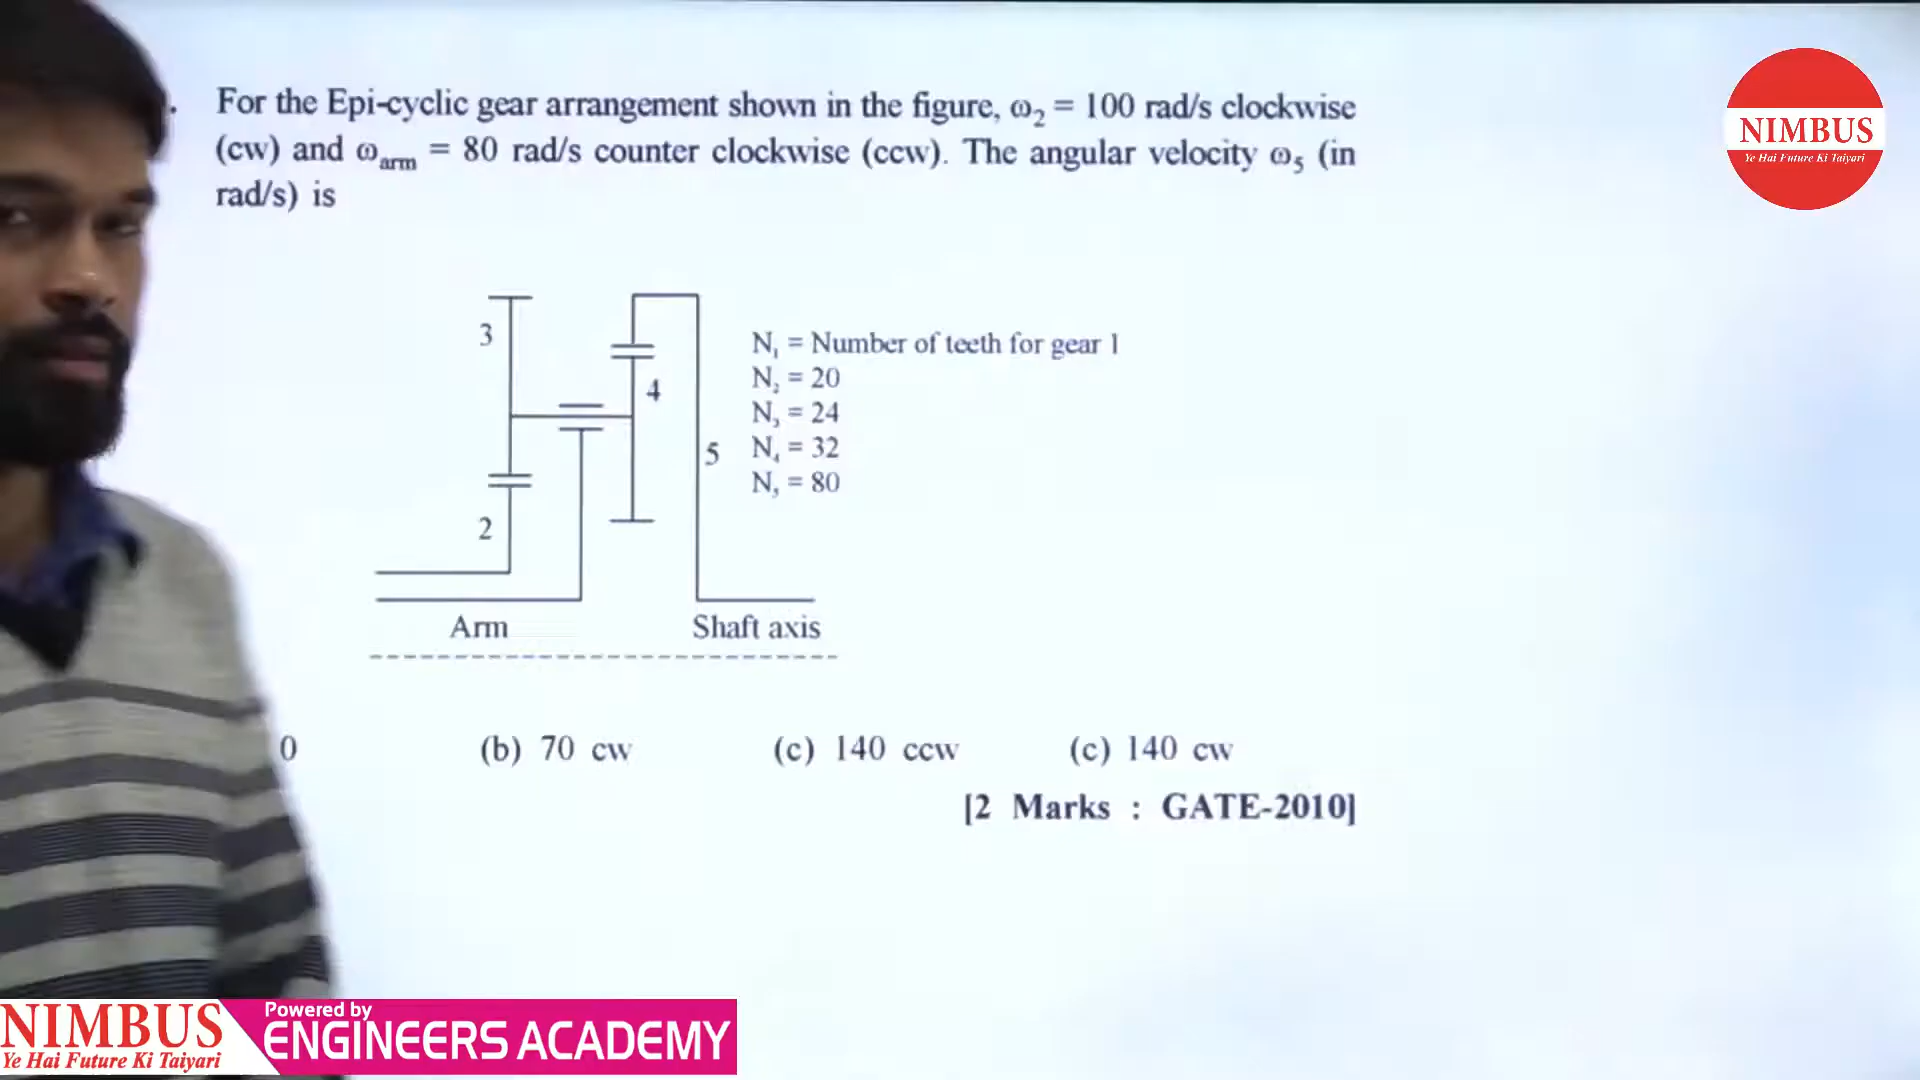 . For the Epi-cyclic gear arrangement shown in the figure, ω₂ = 100 rad/s clockwise
(cw) and ωarm = 80 rad/s counter clockwise (ccw). The angular velocity ω₅ (in
rad/s) is
NIMBUS
Ye Hai Future Ki Taiyari
3
4
5
2
N₁ = Number of teeth for gear 1
N₂ = 20
N₃ = 24
N₄ = 32
N₅ = 80
Arm
Shaft axis
0 (b) 70 cw (c) 140 ccw (c) 140 cw
[2 Marks : GATE-2010]
NIMBUS
Ye Hai Future Ki Taiyari
Powered by
ENGINEERS ACADEMY